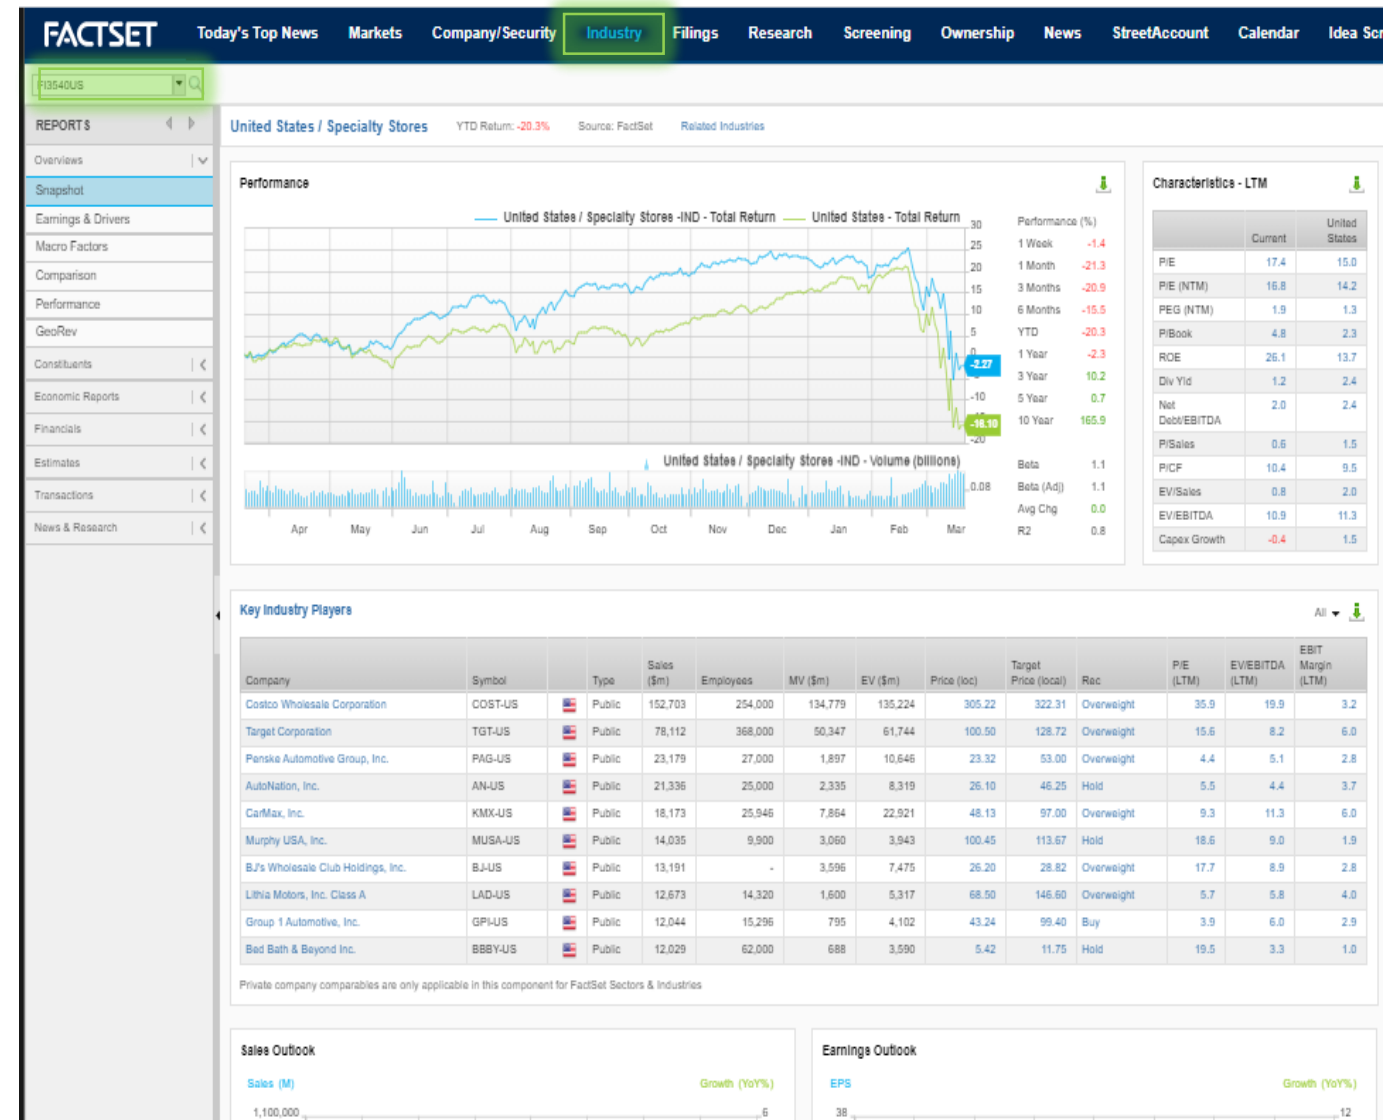 FACTSET Today's Top News Markets Company/Security Industry Filings Research Screening Ownership News StreetAccount Calendar Idea Scr
FI3540US
REPORTS
United States / Specialty Stores YTD Return: -20.3% Source: FactSet Related Industries
Overviews
Snapshot
Earnings & Drivers
Macro Factors
Comparison
Performance
GeoRev
Constituents
Economic Reports
Financials
Estimates
Transactions
News & Research
Performance
United States / Specialty Stores -IND - Total Return United States - Total Return
30
25
20
15
10
5
0
-2.27
-10
-16.10
-20
United States / Specialty Stores -IND - Volume (billions)
0.08
Apr May Jun Jul Aug Sep Oct Nov Dec Jan Feb Mar
Performance (%)
1 Week -1.4
1 Month -21.3
3 Months -20.9
6 Months -15.5
YTD -20.3
1 Year -2.3
3 Year 10.2
5 Year 0.7
10 Year 165.9
Beta 1.1
Beta (Adj) 1.1
Avg Chg 0.0
R2 0.8
Characteristics - LTM
United
Current States
P/E 17.4 15.0
P/E (NTM) 16.8 14.2
PEG (NTM) 1.9 1.3
P/Book 4.8 2.3
ROE 26.1 13.7
Div Yld 1.2 2.4
Net 2.0 2.4
Debt/EBITDA
P/Sales 0.6 1.5
P/CF 10.4 9.5
EV/Sales 0.8 2.0
EV/EBITDA 10.9 11.3
Capex Growth -0.4 1.5
Key Industry Players All
EBIT
Sales Target P/E EV/EBITDA Margin
Company Symbol Type ($m) Employees MV ($m) EV ($m) Price (loc) Price (local) Rec (LTM) (LTM) (LTM)
Costco Wholesale Corporation COST-US Public 152,703 254,000 134,779 135,224 305.22 322.31 Overweight 35.9 19.9 3.2
Target Corporation TGT-US Public 78,112 368,000 50,347 61,744 100.50 128.72 Overweight 15.6 8.2 6.0
Penske Automotive Group, Inc. PAG-US Public 23,179 27,000 1,897 10,646 23.32 53.00 Overweight 4.4 5.1 2.8
AutoNation, Inc. AN-US Public 21,336 25,000 2,335 8,319 26.10 46.25 Hold 5.5 4.4 3.7
CarMax, Inc. KMX-US Public 18,173 25,946 7,864 22,921 48.13 97.00 Overweight 9.3 11.3 6.0
Murphy USA, Inc. MUSA-US Public 14,035 9,900 3,060 3,943 100.45 113.67 Hold 18.6 9.0 1.9
BJ's Wholesale Club Holdings, Inc. BJ-US Public 13,191 - 3,596 7,475 26.20 28.82 Overweight 17.7 8.9 2.8
Lithia Motors, Inc. Class A LAD-US Public 12,673 14,320 1,600 5,317 68.50 146.60 Overweight 5.7 5.8 4.0
Group 1 Automotive, Inc. GPI-US Public 12,044 15,296 795 4,102 43.24 99.40 Buy 3.9 6.0 2.9
Bed Bath & Beyond Inc. BBBY-US Public 12,029 62,000 688 3,590 5.42 11.75 Hold 19.5 3.3 1.0
Private company comparables are only applicable in this component for FactSet Sectors & Industries
Sales Outlook
Sales (M) Growth (YoY%)
1,100,000 6
Earnings Outlook
EPS Growth (YoY%)
38 12